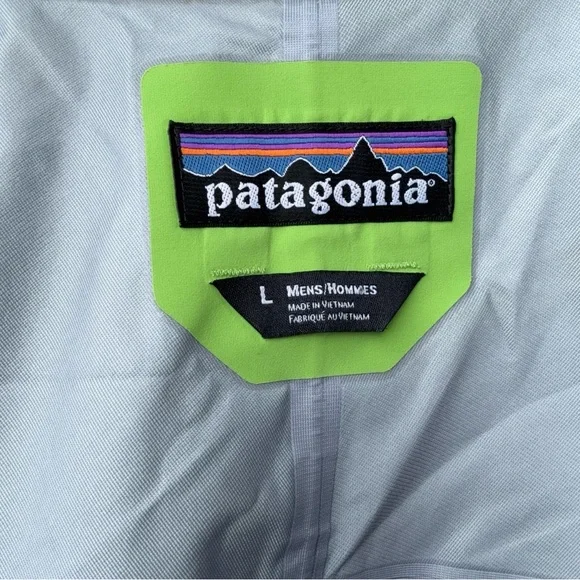 patagonia®
L MENS/HOMMES
MADE IN VIETNAM
FABRIQUÉ AU VIETNAM